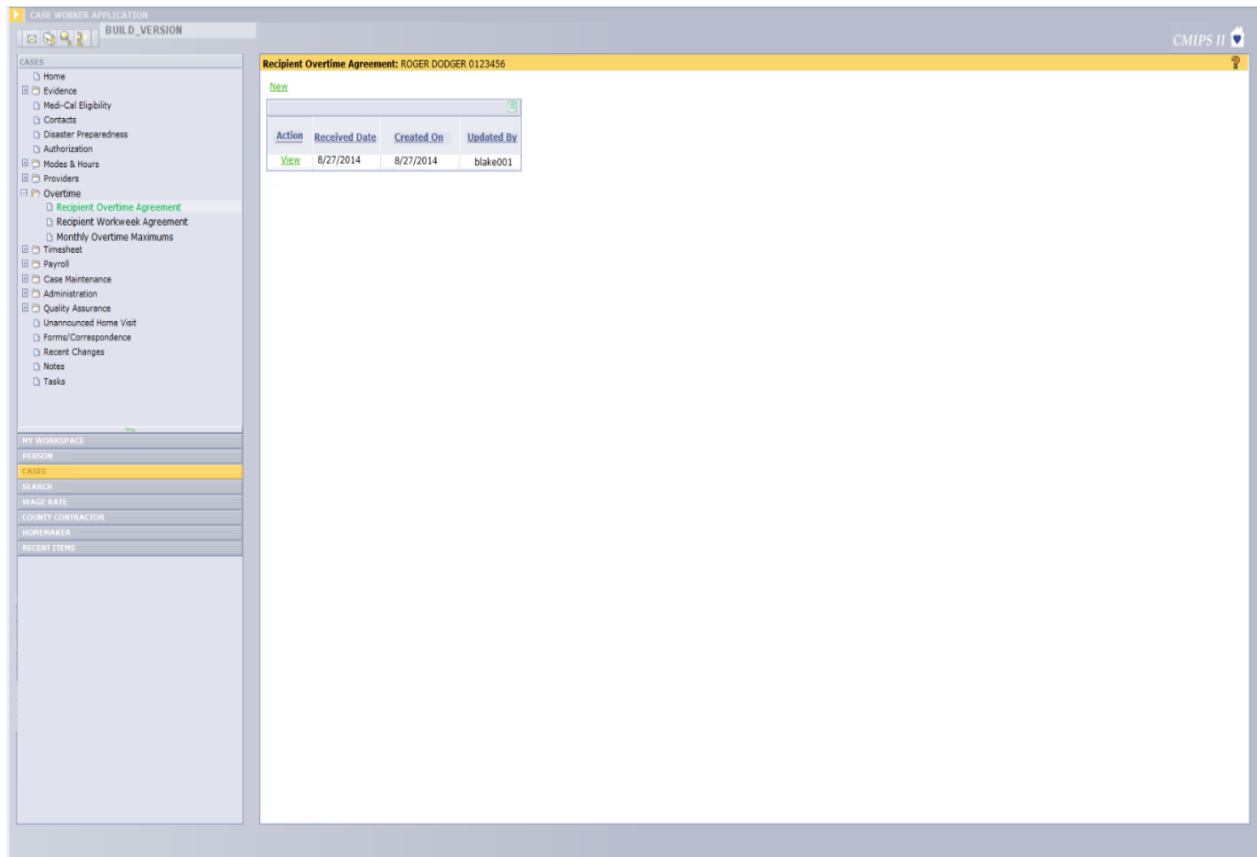 CASE WORKER APPLICATION
BUILD_VERSION
CMIPS II
CASES
Home
Evidence
Medi-Cal Eligibility
Contacts
Disaster Preparedness
Authorization
Modes & Hours
Providers
Overtime
Recipient Overtime Agreement
Recipient Workweek Agreement
Monthly Overtime Maximums
Timesheet
Payroll
Case Maintenance
Administration
Quality Assurance
Unannounced Home Visit
Forms/Correspondence
Recent Changes
Notes
Tasks
MY WORKSPACE
PERSON
CASES
SEARCH
WAGE RATE
COUNTY CONTRACTOR
HOMEMAKER
RECENT ITEMS
Recipient Overtime Agreement: ROGER DODGER 0123456 ?
New
Action Received Date Created On Updated By
View 8/27/2014 8/27/2014 blake001